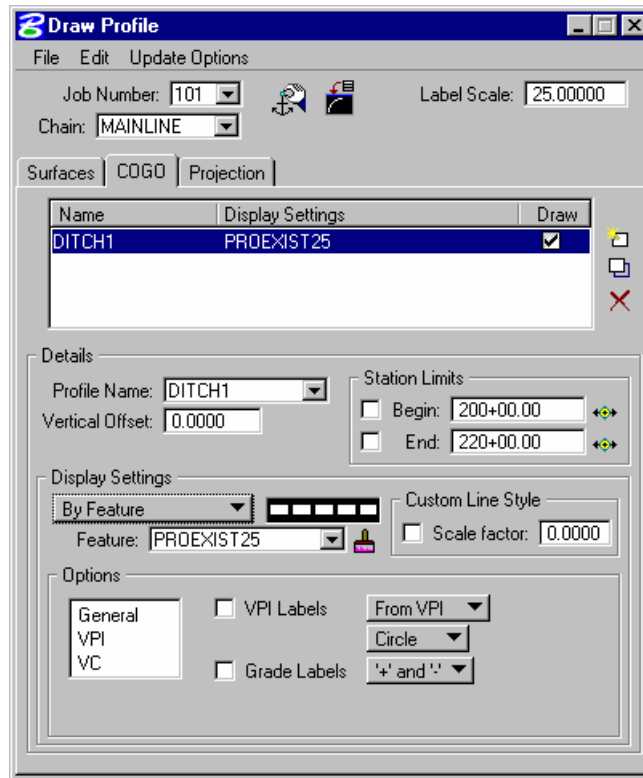 Draw Profile
File Edit Update Options
Job Number: 101 Label Scale: 25.00000
Chain: MAINLINE
Surfaces COGO Projection
Name Display Settings Draw
DITCH1 PROEXIST25
Details
Profile Name: DITCH1
Vertical Offset: 0.0000
Station Limits
Begin: 200+00.00
End: 220+00.00
Display Settings
By Feature
Feature: PROEXIST25
Custom Line Style
Scale factor: 0.0000
Options
General
VPI
VC
VPI Labels From VPI
Circle
Grade Labels '+' and '-'